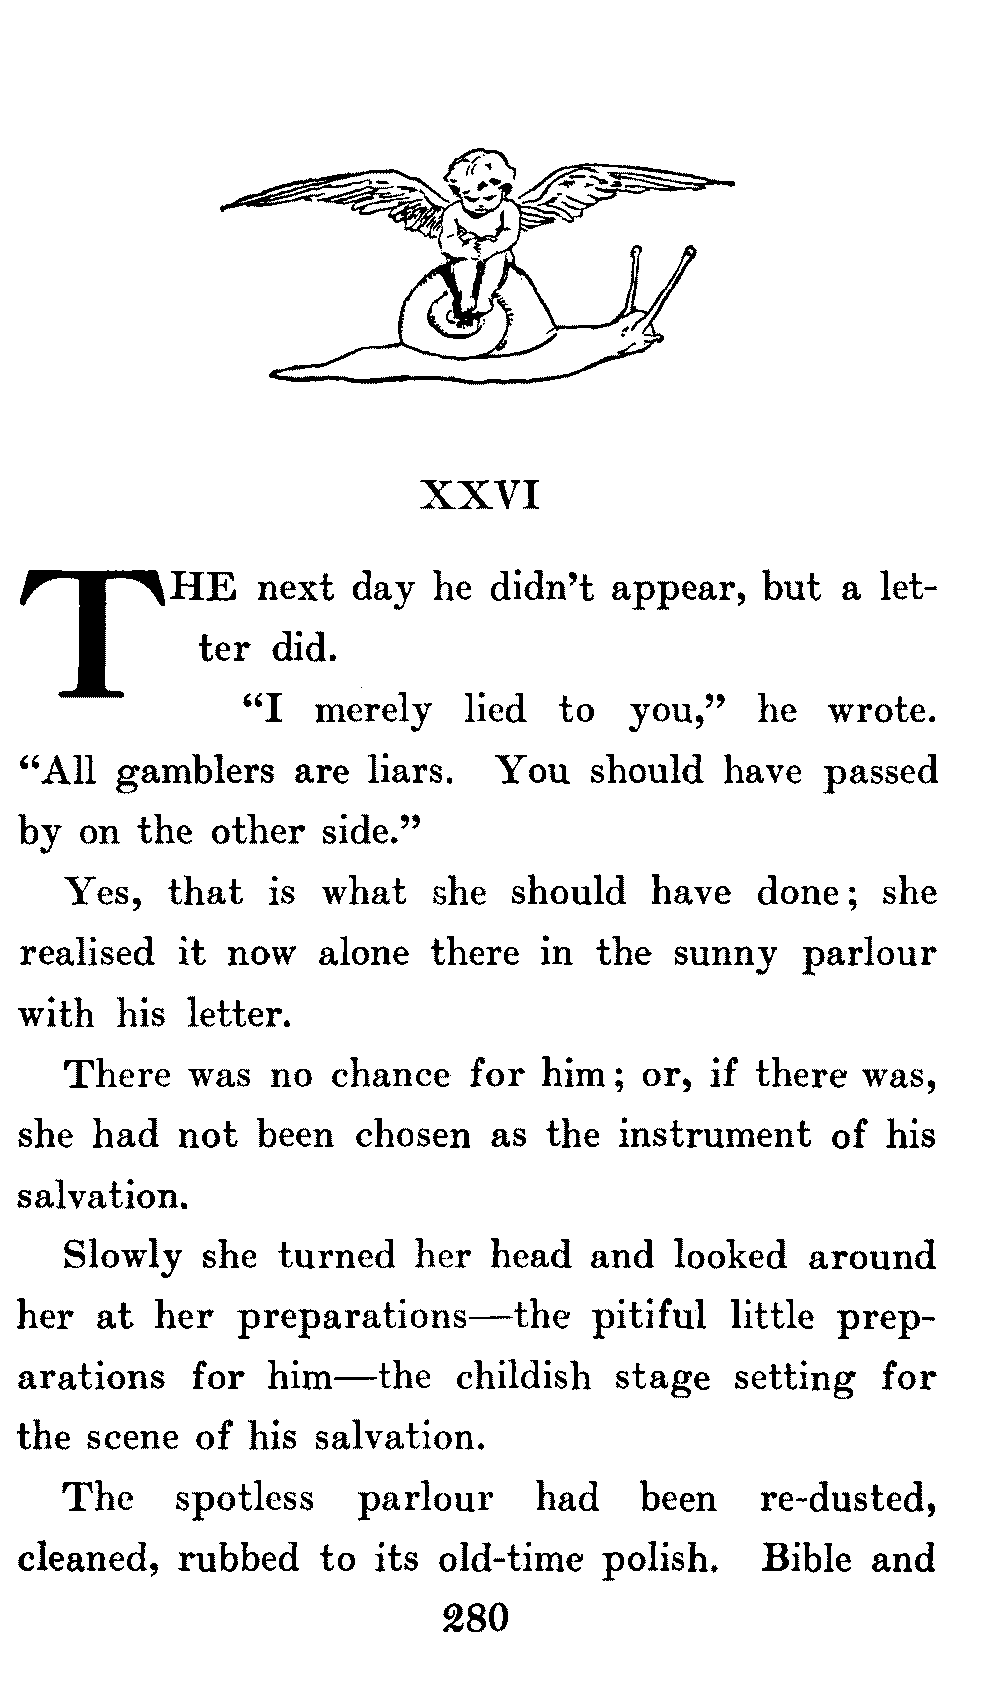 XXVI
THE next day he didn't appear, but a let-
ter did.
“I merely lied to you,” he wrote.
“All gamblers are liars. You should have passed
by on the other side.”
Yes, that is what she should have done; she
realised it now alone there in the sunny parlour
with his letter.
There was no chance for him; or, if there was,
she had not been chosen as the instrument of his
salvation.
Slowly she turned her head and looked around
her at her preparations—the pitiful little prep-
arations for him—the childish stage setting for
the scene of his salvation.
The spotless parlour had been re-dusted,
cleaned, rubbed to its old-time polish. Bible and
280